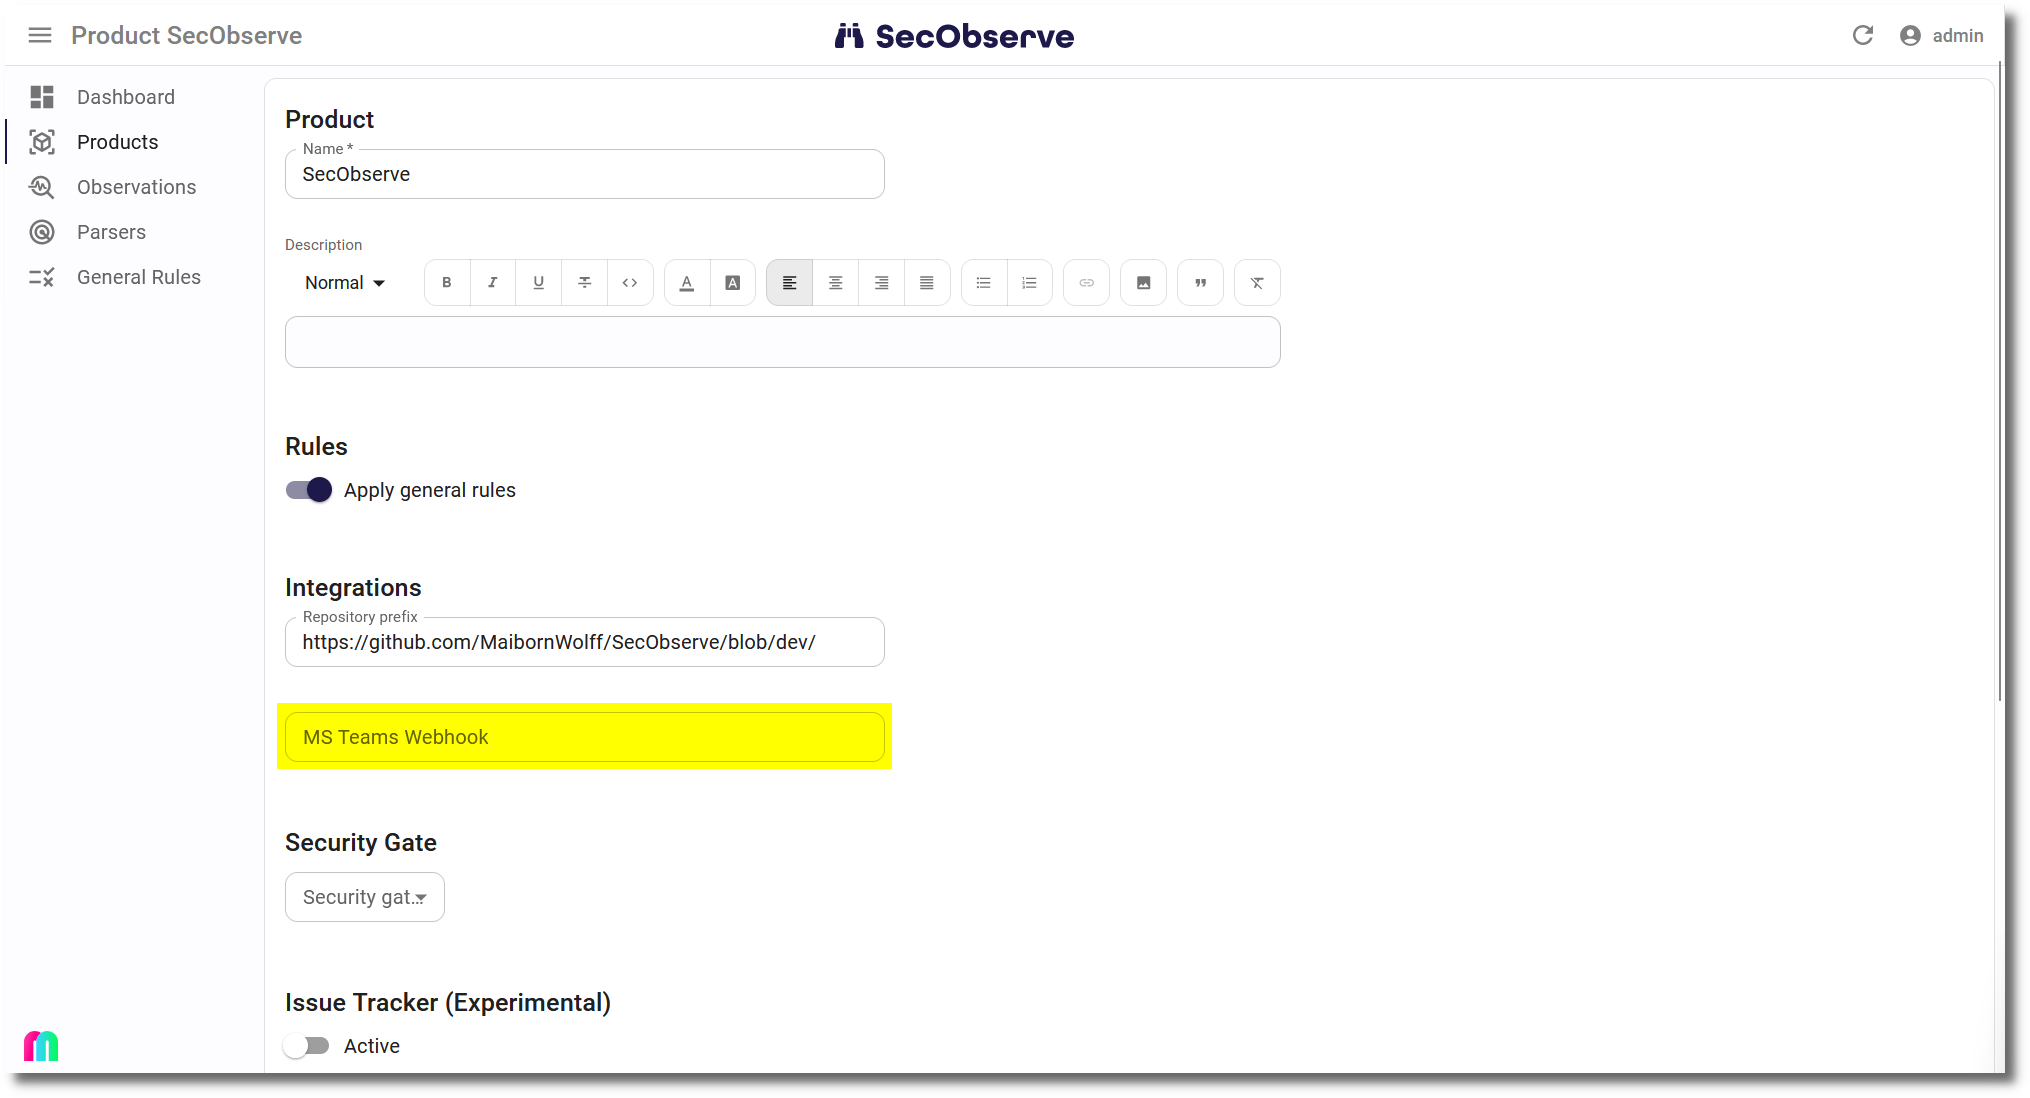 Product SecObserve
SecObserve
admin
Dashboard
Products
Observations
Parsers
General Rules
Product
Name *
SecObserve
Description
Normal
Rules
Apply general rules
Integrations
Repository prefix
https://github.com/MaibornWolff/SecObserve/blob/dev/
MS Teams Webhook
Security Gate
Security gat...
Issue Tracker (Experimental)
Active